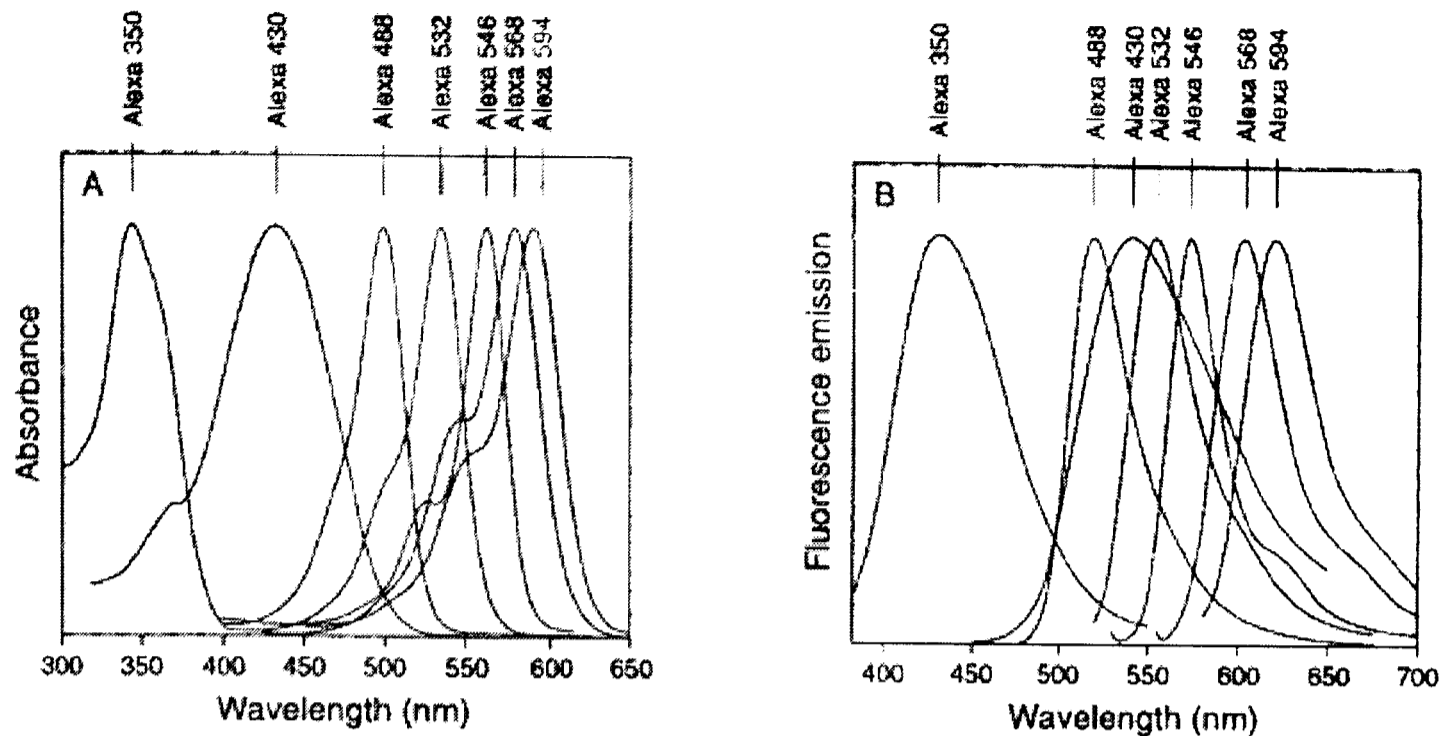 Alexa 350
Alexa 430
Alexa 488
Alexa 532
Alexa 546
Alexa 568
Alexa 594
A
Absorbance
300 350 400 450 500 550 600 650
Wavelength (nm)
Alexa 350
Alexa 488
Alexa 430
Alexa 532
Alexa 546
Alexa 568
Alexa 594
B
Fluorescence emission
400 450 500 550 600 650 700
Wavelength (nm)